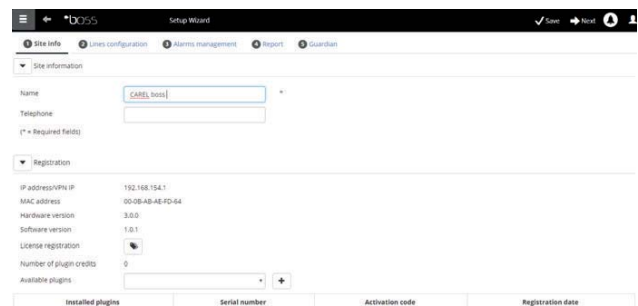 boss Setup Wizard Save Next
1 Site info 2 Lines configuration 3 Alarms management 4 Report 5 Guardian
Site information
Name CAREL boss *
Telephone
(* = Required fields)
Registration
IP address/VPN IP 192.168.154.1
MAC address 00-0B-AB-AE-FD-64
Hardware version 3.0.0
Software version 1.0.1
License registration
Number of plugin credits 0
Available plugins
Installed plugins Serial number Activation code Registration date